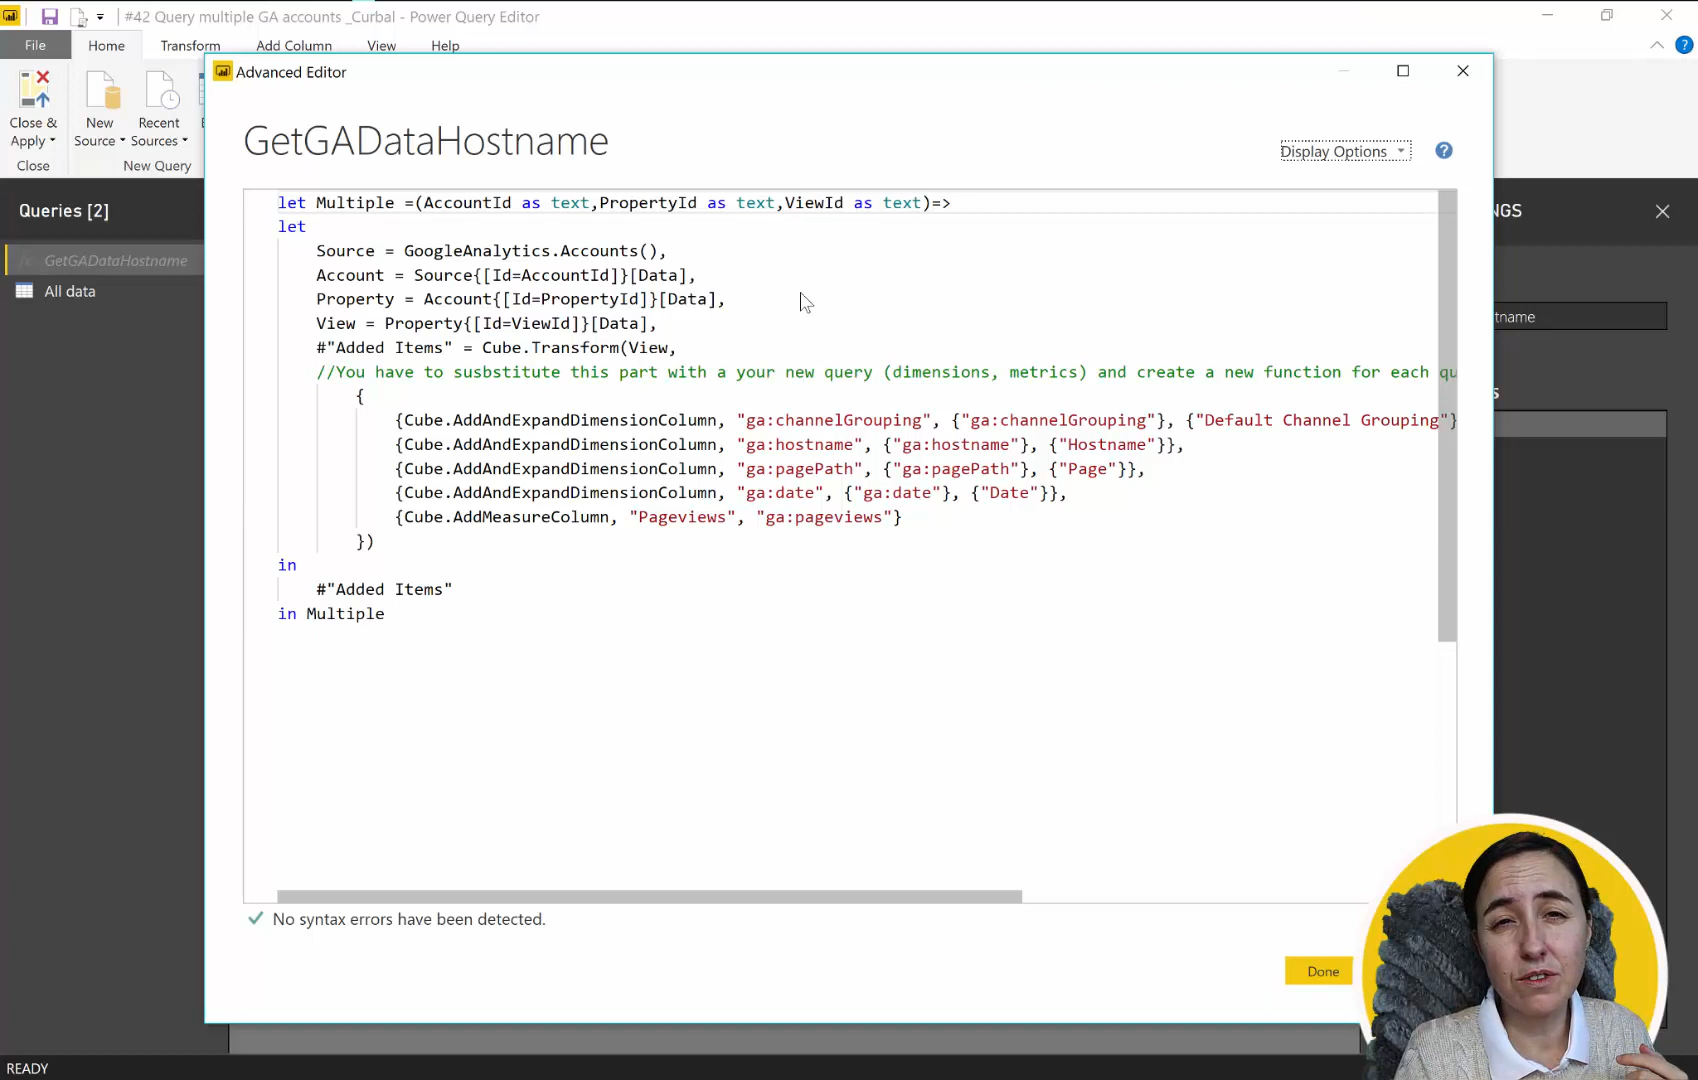 #42 Query multiple GA accounts _Curbal - Power Query Editor
File
Home
Transform
Add Column
View
Help
Close &
Apply
New
Source
Recent
Sources
Close
New Query
Advanced Editor
GetGADataHostname
Display Options
Queries [2]
GetGADataHostname
All data
let Multiple =(AccountId as text,PropertyId as text,ViewId as text)=>
let
Source = GoogleAnalytics.Accounts(),
Account = Source{[Id=AccountId]}[Data],
Property = Account{[Id=PropertyId]}[Data],
View = Property{[Id=ViewId]}[Data],
#"Added Items" = Cube.Transform(View,
//You have to susbstitute this part with a your new query (dimensions, metrics) and create a new function for each qu
{
{Cube.AddAndExpandDimensionColumn, "ga:channelGrouping", {"ga:channelGrouping"}, {"Default Channel Grouping"}
{Cube.AddAndExpandDimensionColumn, "ga:hostname", {"ga:hostname"}, {"Hostname"}},
{Cube.AddAndExpandDimensionColumn, "ga:pagePath", {"ga:pagePath"}, {"Page"}},
{Cube.AddAndExpandDimensionColumn, "ga:date", {"ga:date"}, {"Date"}},
{Cube.AddMeasureColumn, "Pageviews", "ga:pageviews"}
})
in
#"Added Items"
in Multiple
NGS
tname
s
No syntax errors have been detected.
Done
READY